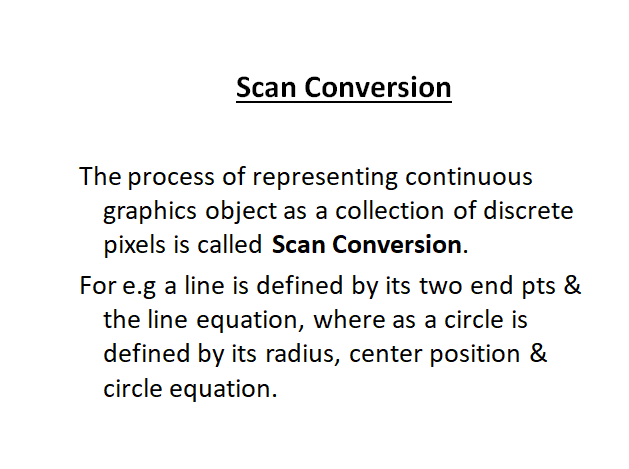 Scan Conversion
The process of representing continuous
graphics object as a collection of discrete
pixels is called Scan Conversion.
For e.g a line is defined by its two end pts &
the line equation, where as a circle is
defined by its radius, center position &
circle equation.